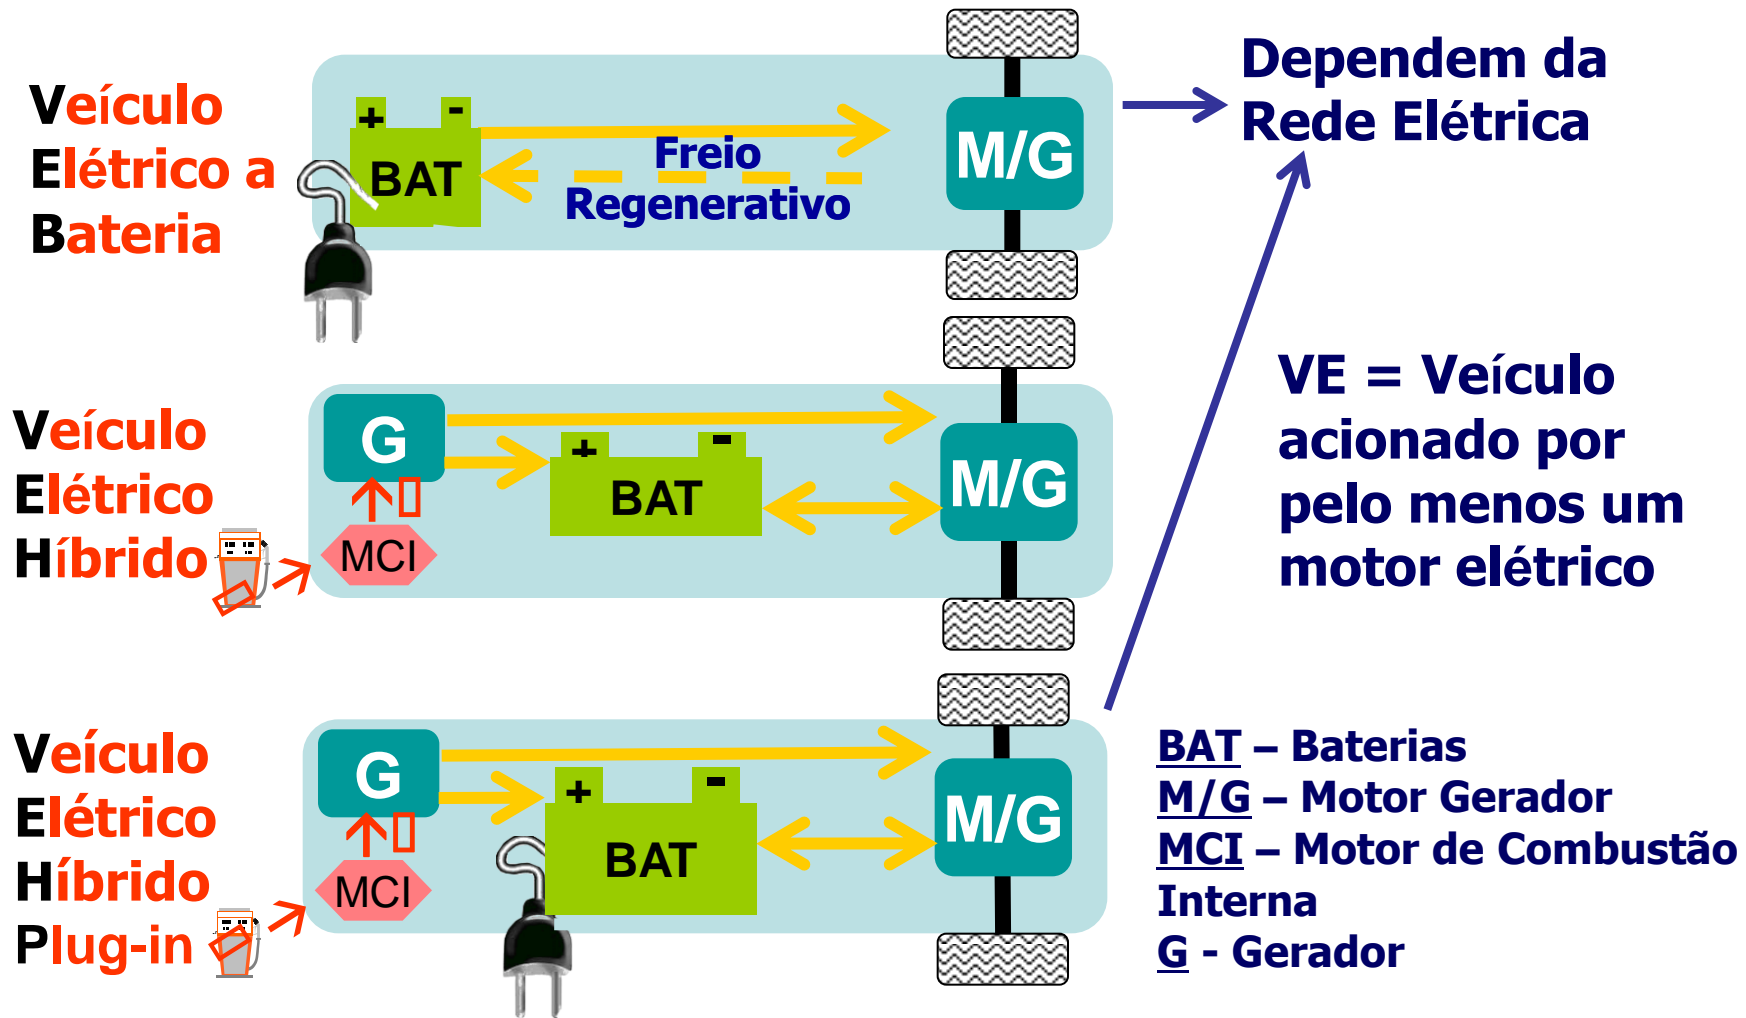 Veículo
Elétrico a
Bateria
+ -
BAT
Freio
Regenerativo
M/G
Dependem da
Rede Elétrica
Veículo
Elétrico
Híbrido
G
MCI
+ -
BAT
M/G
VE = Veículo
acionado por
pelo menos um
motor elétrico
Veículo
Elétrico
Híbrido
Plug-in
G
MCI
+ -
BAT
M/G
BAT – Baterias
M/G – Motor Gerador
MCI – Motor de Combustão
Interna
G - Gerador